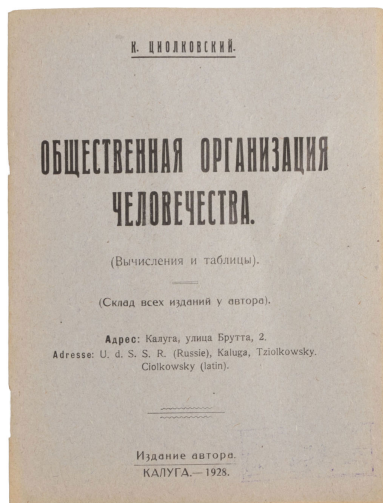 К. ЦИОЛКОВСКИЙ.
ОБЩЕСТВЕННАЯ ОРГАНИЗАЦИЯ
ЧЕЛОВЕЧЕСТВА.
(Вычисления и таблицы).
(Склад всех изданий у автора).
Адрес: Калуга, улица Брутта, 2.
Adresse: U. d. S. S. R. (Russie), Kaluga, Tziolkowsky.
Ciolkowsky (latin).
Издание автора.
КАЛУГА.—1928.